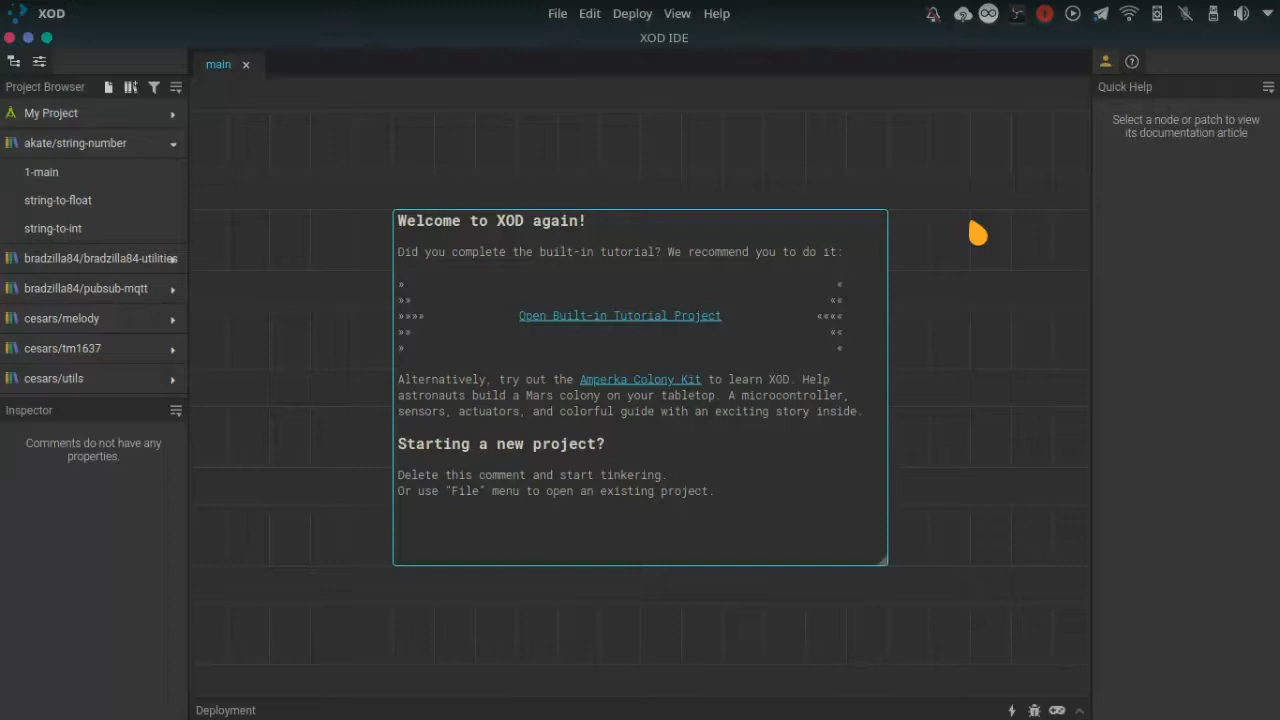 XOD
File Edit Deploy View Help
XOD IDE
main
Project Browser
My Project
akate/string-number
1-main
string-to-float
string-to-int
bradzilla84/bradzilla84-utilities
bradzilla84/pubsub-mqtt
cesars/melody
cesars/tm1637
cesars/utils
Inspector
Comments do not have any
properties.
Welcome to XOD again!
Did you complete the built-in tutorial? We recommend you to do it:
» «
»» ««
»»»» Open Built-in Tutorial Project ««««
»» ««
» «
Alternatively, try out the Amperka Colony Kit to learn XOD. Help
astronauts build a Mars colony on your tabletop. A microcontroller,
sensors, actuators, and colorful guide with an exciting story inside.
Starting a new project?
Delete this comment and start tinkering.
Or use "File" menu to open an existing project.
Deployment
Quick Help
Select a node or patch to view
its documentation article